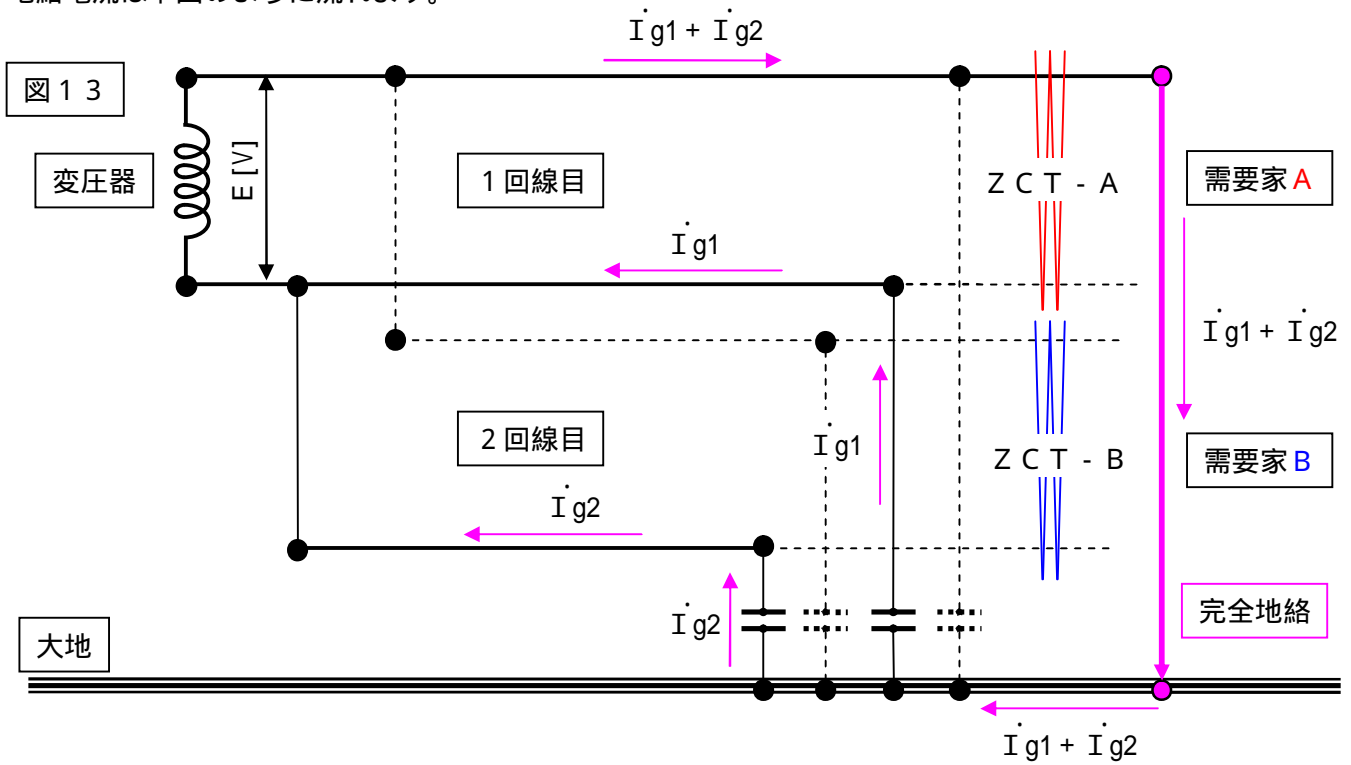 İg1 + İg2
図１３
変圧器
E [V]
1 回線目
ＺＣＴ - Ａ
需要家 A
İg1
İg1 + İg2
2 回線目
İg1
ＺＣＴ - Ｂ
需要家 B
İg2
İg2
完全地絡
大地
İg1 + İg2